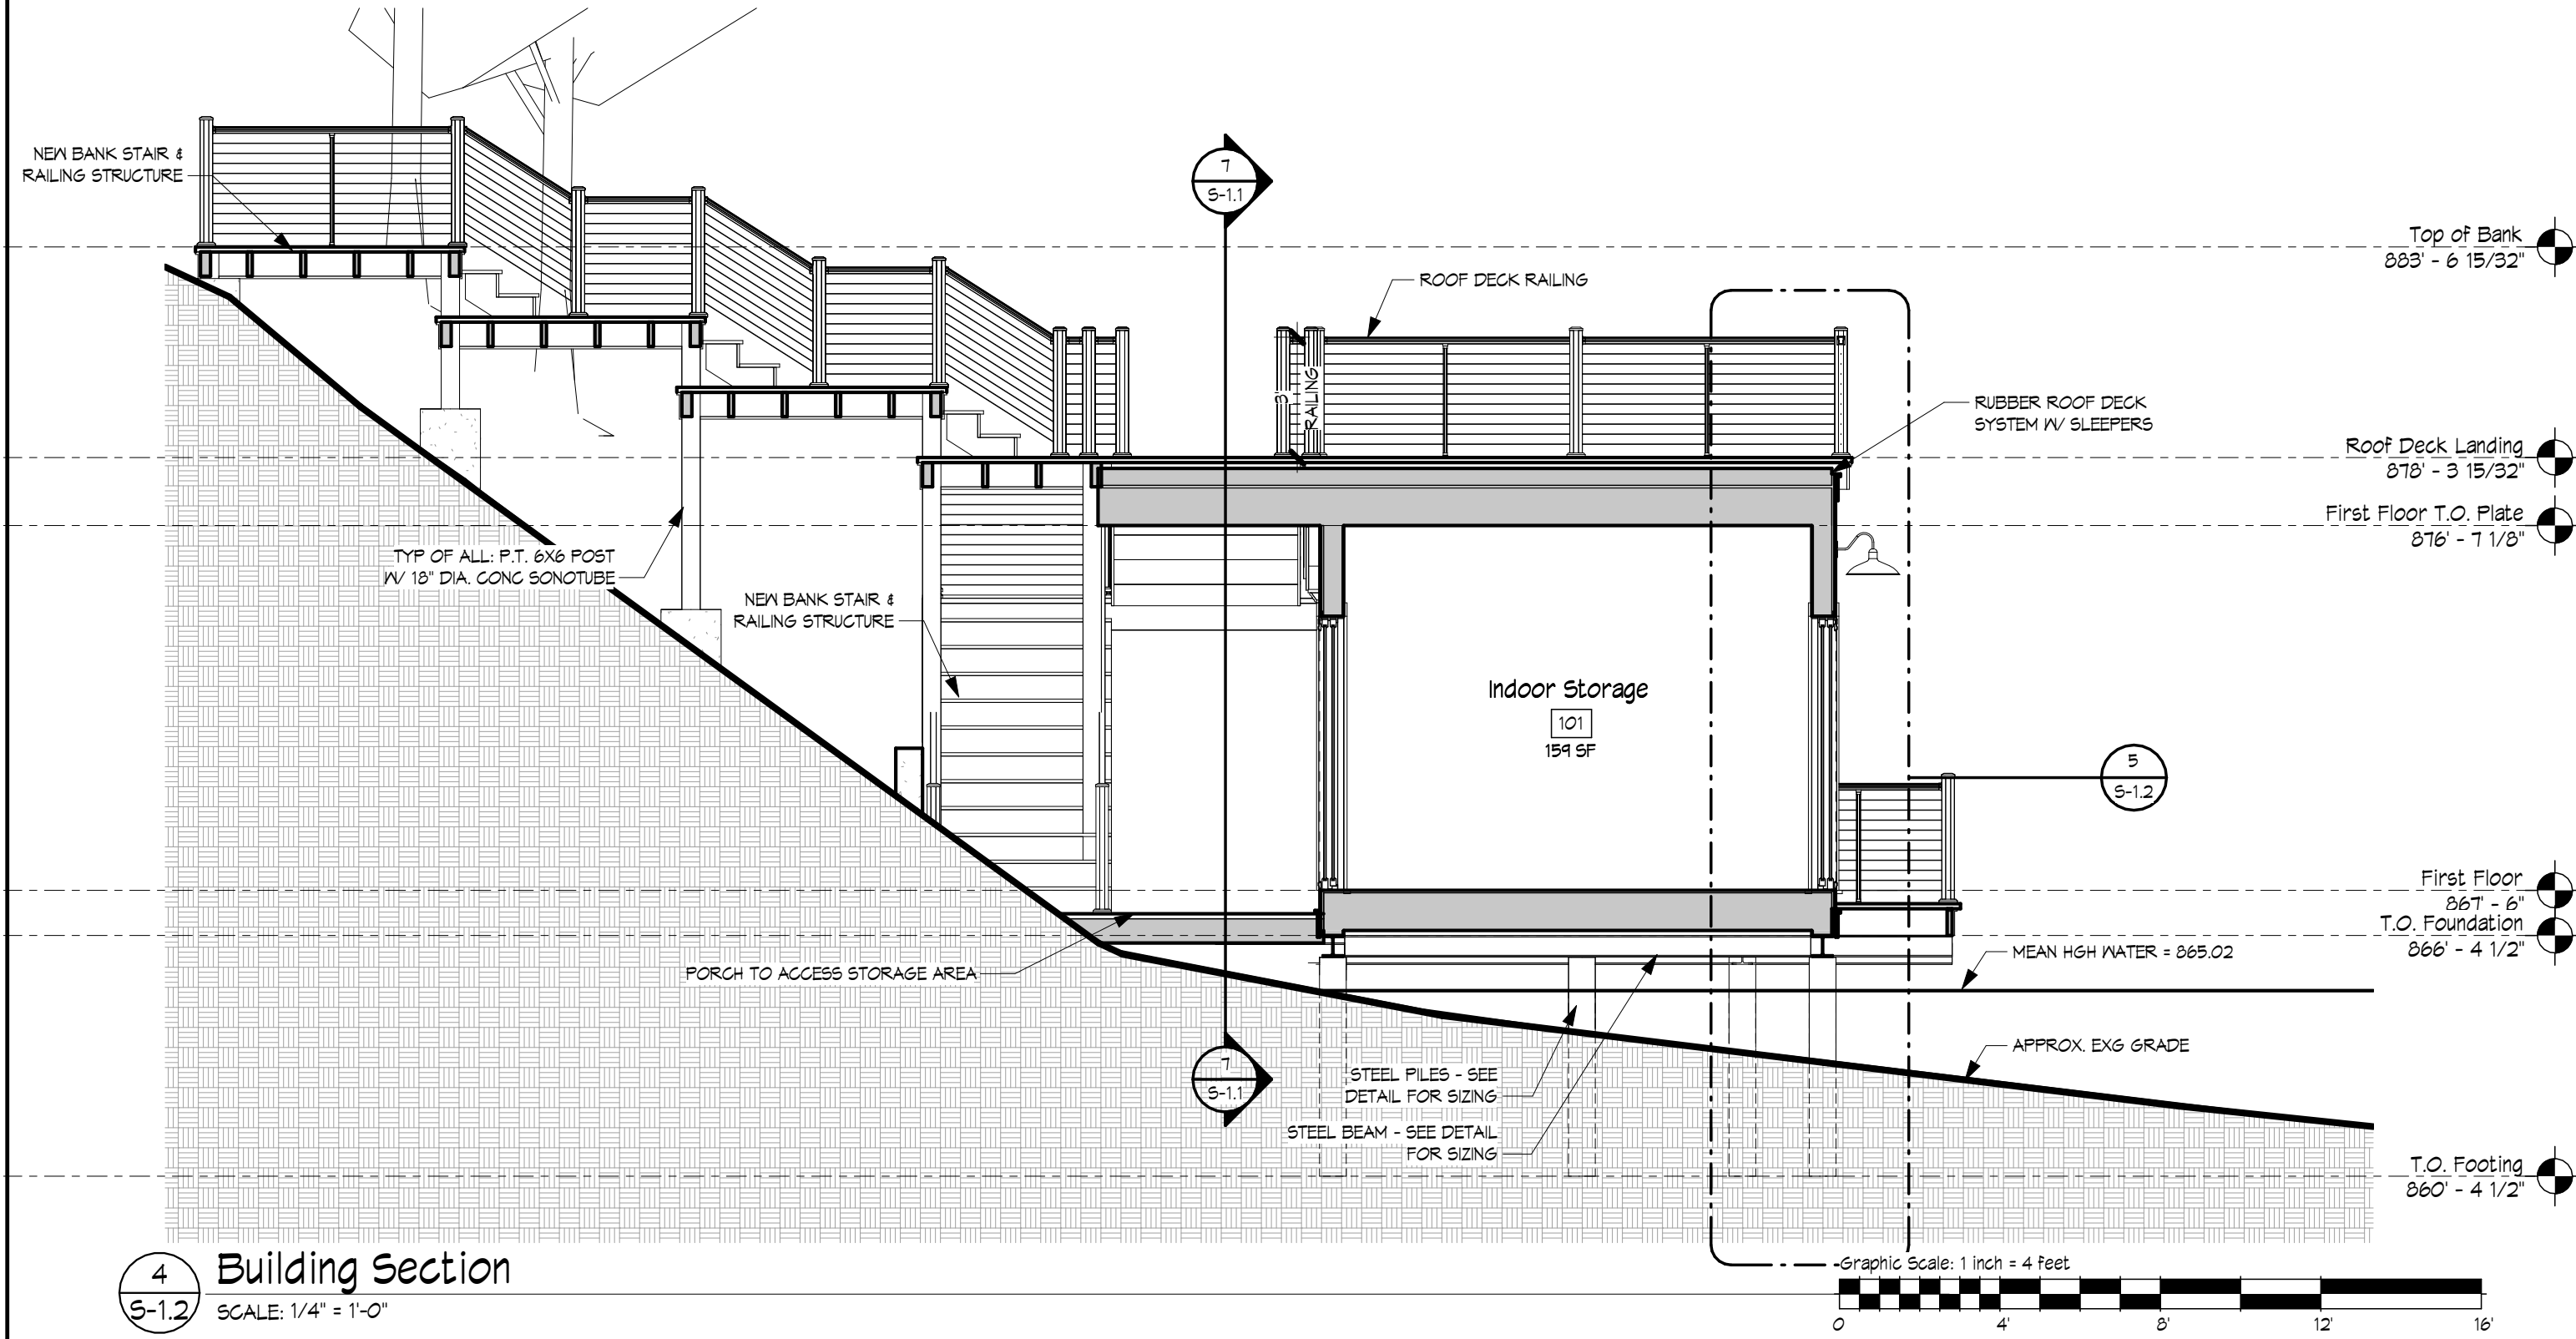 NEW BANK STAIR &
RAILING STRUCTURE
7
S-1.1
Top of Bank
883' - 6 15/32"
ROOF DECK RAILING
3'
RAILING
RUBBER ROOF DECK
SYSTEM W/ SLEEPERS
Roof Deck Landing
878' - 3 15/32"
First Floor T.O. Plate
876' - 7 1/8"
TYP OF ALL: P.T. 6X6 POST
W/ 18" DIA. CONC SONOTUBE
NEW BANK STAIR &
RAILING STRUCTURE
Indoor Storage
101
159 SF
5
S-1.2
First Floor
867' - 6"
T.O. Foundation
866' - 4 1/2"
MEAN HGH WATER = 865.02
PORCH TO ACCESS STORAGE AREA
APPROX. EXG GRADE
7
S-1.1
STEEL PILES - SEE
DETAIL FOR SIZING
STEEL BEAM - SEE DETAIL
FOR SIZING
T.O. Footing
860' - 4 1/2"
4
S-1.2
Building Section
SCALE: 1/4" = 1'-0"
Graphic Scale: 1 inch = 4 feet
0 4' 8' 12' 16'